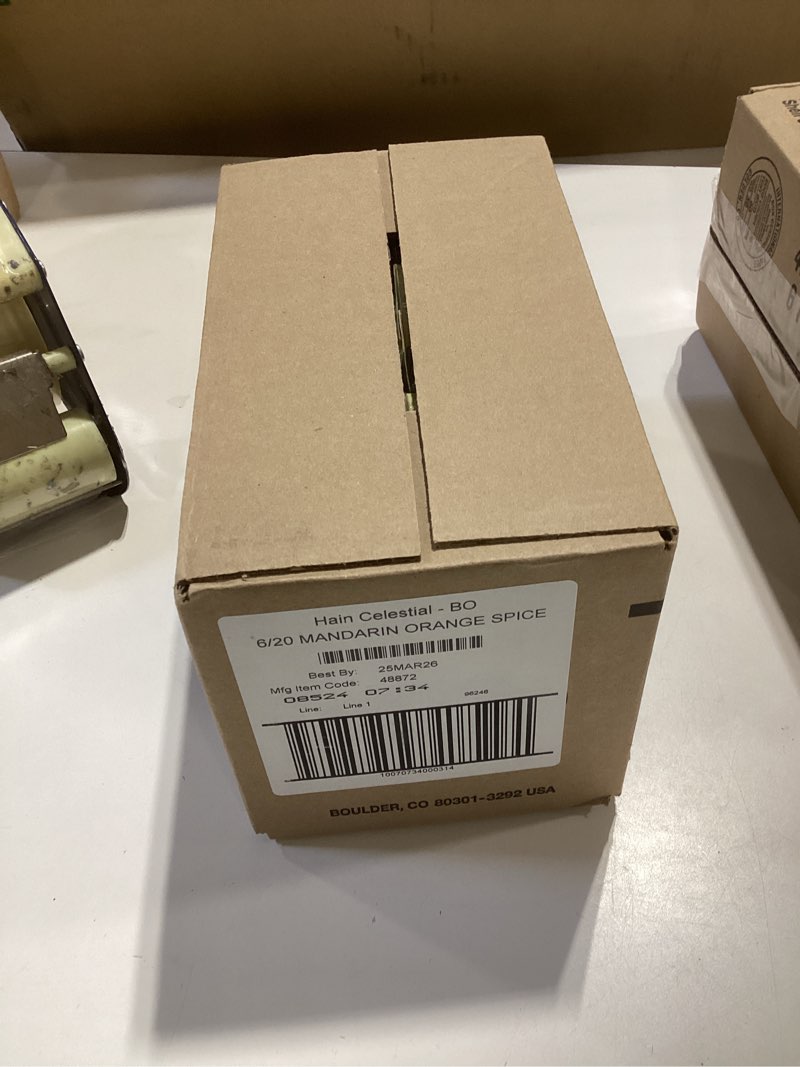 Hain Celestial - BO
6/20 MANDARIN ORANGE SPICE
Best By: 25MAR26
Mfg Item Code: 48872
08524 07:34 06248
Line: Line 1
10070734000314
BOULDER, CO 80301-3292 USA